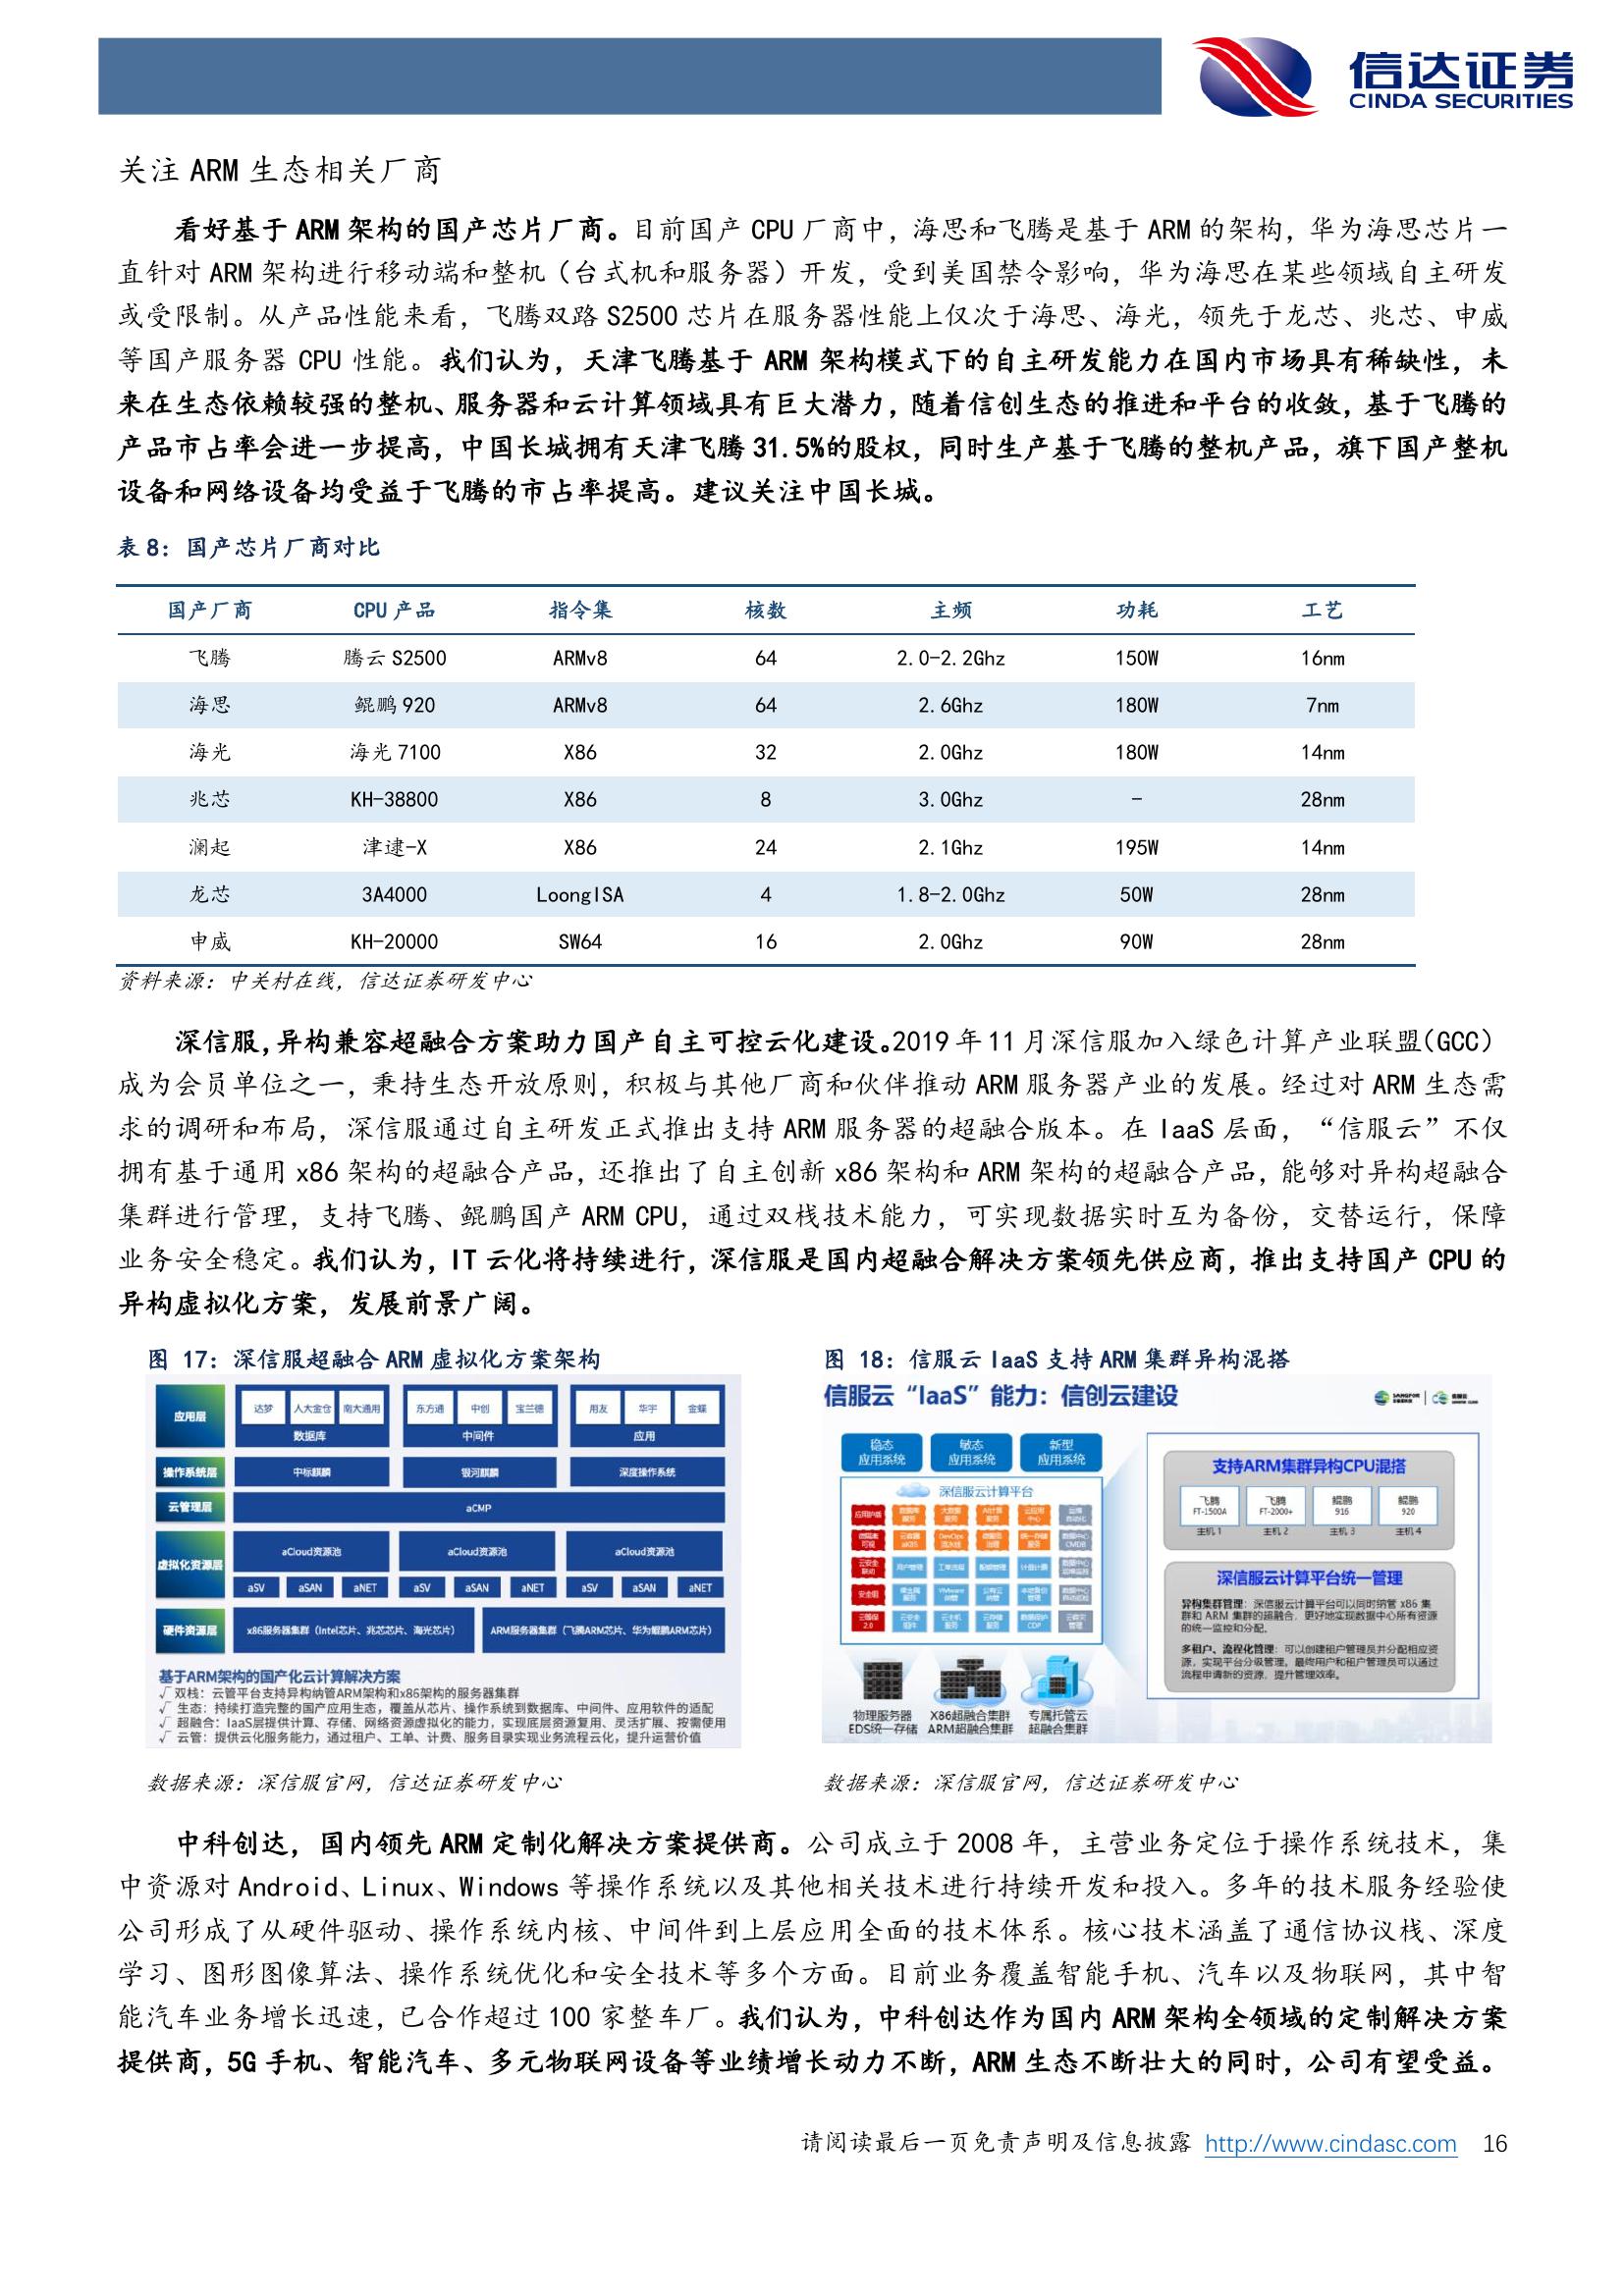 信达证券
CINDA SECURITIES
关注 ARM 生态相关厂商
看好基于 ARM 架构的国产芯片厂商。目前国产 CPU 厂商中，海思和飞腾是基于 ARM 的架构，华为海思芯片一
直针对 ARM 架构进行移动端和整机（台式机和服务器）开发，受到美国禁令影响，华为海思在某些领域自主研发
或受限制。从产品性能来看，飞腾双路 S2500 芯片在服务器性能上仅次于海思、海光，领先于龙芯、兆芯、申威
等国产服务器 CPU 性能。我们认为，天津飞腾基于 ARM 架构模式下的自主研发能力在国内市场具有稀缺性，未
来在生态依赖较强的整机、服务器和云计算领域具有巨大潜力，随着信创生态的推进和平台的收敛，基于飞腾的
产品市占率会进一步提高，中国长城拥有天津飞腾 31.5%的股权，同时生产基于飞腾的整机产品，旗下国产整机
设备和网络设备均受益于飞腾的市占率提高。建议关注中国长城。
表 8：国产芯片厂商对比
国产厂商 CPU 产品 指令集 核数 主频 功耗 工艺
飞腾 腾云 S2500 ARMv8 64 2.0-2.2Ghz 150W 16nm
海思 鲲鹏 920 ARMv8 64 2.6Ghz 180W 7nm
海光 海光 7100 X86 32 2.0Ghz 180W 14nm
兆芯 KH-38800 X86 8 3.0Ghz - 28nm
澜起 津逮-X X86 24 2.1Ghz 195W 14nm
龙芯 3A4000 LoongISA 4 1.8-2.0Ghz 50W 28nm
申威 KH-20000 SW64 16 2.0Ghz 90W 28nm
资料来源：中关村在线，信达证券研发中心
深信服，异构兼容超融合方案助力国产自主可控云化建设。2019 年 11 月深信服加入绿色计算产业联盟（GCC）
成为会员单位之一，秉持生态开放原则，积极与其他厂商和伙伴推动 ARM 服务器产业的发展。经过对 ARM 生态需
求的调研和布局，深信服通过自主研发正式推出支持 ARM 服务器的超融合版本。在 IaaS 层面，“信服云”不仅
拥有基于通用 x86 架构的超融合产品，还推出了自主创新 x86 架构和 ARM 架构的超融合产品，能够对异构超融合
集群进行管理，支持飞腾、鲲鹏国产 ARM CPU，通过双栈技术能力，可实现数据实时互为备份，交替运行，保障
业务安全稳定。我们认为，IT 云化将持续进行，深信服是国内超融合解决方案领先供应商，推出支持国产 CPU 的
异构虚拟化方案，发展前景广阔。
图 17：深信服超融合 ARM 虚拟化方案架构
应用层
达梦 人大金仓 南大通用 东方通 中创 宝兰德 用友 华宇 金蝶
数据库 中间件 应用
操作系统层 中标麒麟 银河麒麟 深度操作系统
云管理层 aCMP
虚拟化资源层 aCloud资源池 aCloud资源池 aCloud资源池
aSV aSAN aNET aSV aSAN aNET aSV aSAN aNET
硬件资源层 x86服务器集群（Intel芯片、兆芯芯片、海光芯片） ARM服务器集群（飞腾ARM芯片、华为鲲鹏ARM芯片）
基于ARM架构的国产化云计算解决方案
√ 双栈：云管平台支持异构纳管ARM架构和x86架构的服务器集群
√ 生态：持续打造完整的国产应用生态，覆盖从芯片、操作系统到数据库、中间件、应用软件的适配
√ 超融合：IaaS层提供计算、存储、网络资源虚拟化的能力，实现底层资源复用、灵活扩展、按需使用
√ 云管：提供云化服务能力，通过租户、工单、计费、服务目录实现业务流程云化，提升运营价值
数据来源：深信服官网，信达证券研发中心
图 18：信服云 IaaS 支持 ARM 集群异构混搭
信服云“IaaS”能力：信创云建设
SANGFOR
稳态 敏态 新型
应用系统 应用系统 应用系统
深信服云计算平台
物理服务器 X86超融合集群 专属托管云
EDS统一存储 ARM超融合集群 超融合集群
支持ARM集群异构CPU混搭
飞腾 飞腾 鲲鹏 鲲鹏
FT-1500A FT-2000+ 916 920
主机 1 主机 2 主机 3 主机 4
深信服云计算平台统一管理
异构集群管理：深信服云计算平台可以同时纳管 x86 集
群和 ARM 集群的超融合，更好地实现数据中心所有资源
的统一监控和分配。
多租户、流程化管理：可以创建租户管理员并分配相应资
源，实现平台分级管理。最终用户和租户管理员可以通过
流程申请新的资源，提升管理效率。
数据来源：深信服官网，信达证券研发中心
中科创达，国内领先 ARM 定制化解决方案提供商。公司成立于 2008 年，主营业务定位于操作系统技术，集
中资源对 Android、Linux、Windows 等操作系统以及其他相关技术进行持续开发和投入。多年的技术服务经验使
公司形成了从硬件驱动、操作系统内核、中间件到上层应用全面的技术体系。核心技术涵盖了通信协议栈、深度
学习、图形图像算法、操作系统优化和安全技术等多个方面。目前业务覆盖智能手机、汽车以及物联网，其中智
能汽车业务增长迅速，已合作超过 100 家整车厂。我们认为，中科创达作为国内 ARM 架构全领域的定制解决方案
提供商，5G 手机、智能汽车、多元物联网设备等业绩增长动力不断，ARM 生态不断壮大的同时，公司有望受益。
请阅读最后一页免责声明及信息披露 http://www.cindasc.com 16